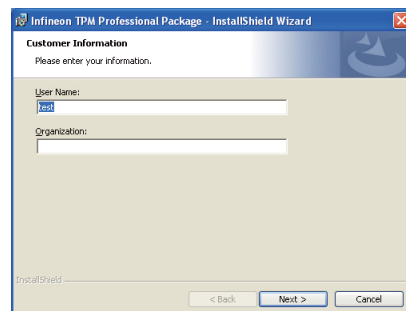 Infineon TPM Professional Package - InstallShield Wizard
Customer Information
Please enter your information.
User Name:
test
Organization:
InstallShield
< Back Next > Cancel